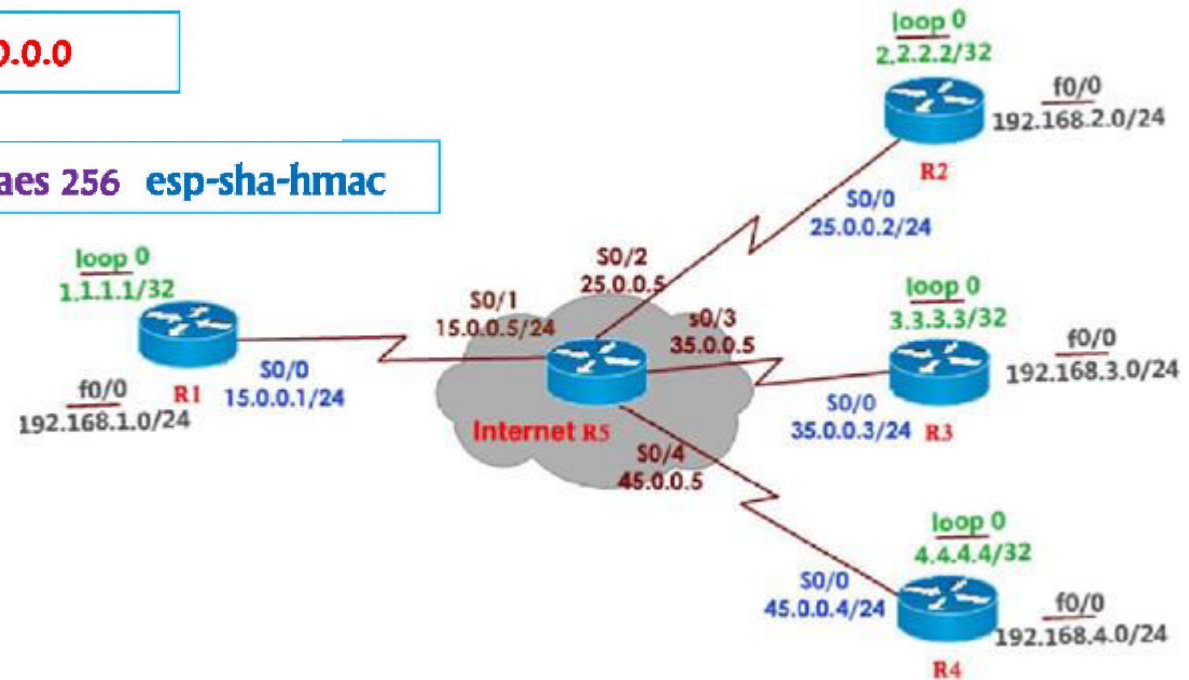 0.0.0
aes 256 esp-sha-hmac
loop 0
2.2.2.2/32
f0/0
192.168.2.0/24
R2
S0/0
25.0.0.2/24
loop 0
1.1.1.1/32
S0/2
25.0.0.5
S0/1
15.0.0.5/24
s0/3
35.0.0.5
loop 0
3.3.3.3/32
f0/0
192.168.3.0/24
f0/0
192.168.1.0/24
R1
S0/0
15.0.0.1/24
Internet R5
S0/0
35.0.0.3/24
R3
S0/4
45.0.0.5
loop 0
4.4.4.4/32
S0/0
45.0.0.4/24
f0/0
192.168.4.0/24
R4